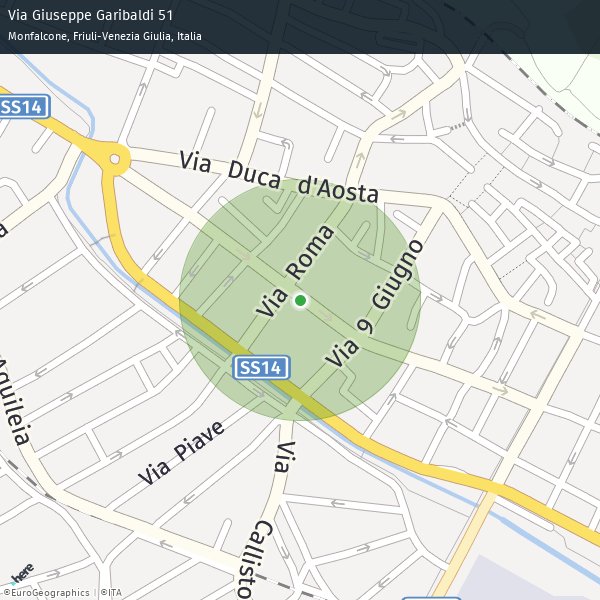 Via Giuseppe Garibaldi 51
Monfalcone, Friuli-Venezia Giulia, Italia
SS14
Via Duca d'Aosta
Via Roma
Via 9 Giugno
SS14
Aquileia
Via Piave
Via Callisto
here
©EuroGeographics | ©ITA